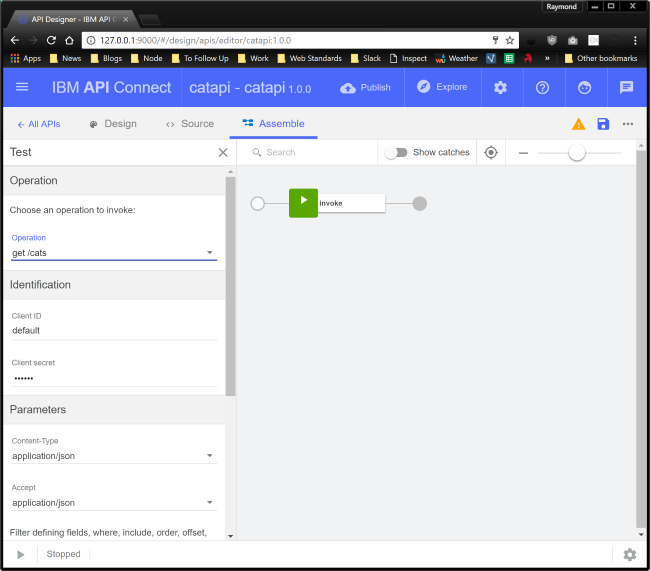 Raymond
API Designer - IBM API C
127.0.0.1:9000/#/design/apis/editor/catapi:1.0.0
Apps News Blogs Node To Follow Up Work Web Standards Slack Inspect Weather » Other bookmarks
IBM API Connect catapi - catapi 1.0.0 Publish Explore
All APIs Design Source Assemble
Test
Search
Show catches
Operation
Choose an operation to invoke:
Operation
get /cats
invoke
Identification
Client ID
default
Client secret
••••••
Parameters
Content-Type
application/json
Accept
application/json
Filter defining fields, where, include, order, offset,
Stopped